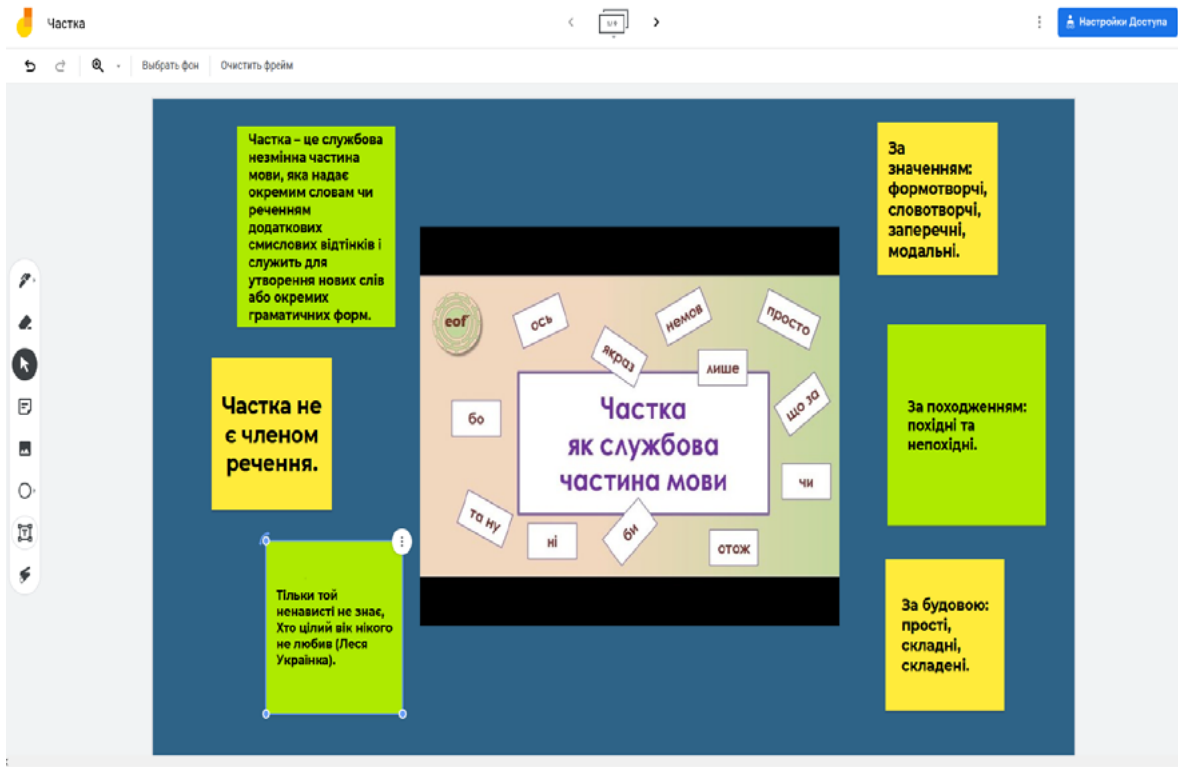 Частка
Настройки Доступа
Выбрать фон
Очистить фрейм
Частка – це службова
незмінна частина
мови, яка надає
окремим словам чи
реченням
додаткових
смислових відтінків і
служить для
утворення нових слів
або окремих
граматичних форм.
Частка не
є членом
речення.
Тільки той
ненависті не знає,
Хто цілий вік нікого
не любив (Леся
Українка).
eof
ось
якраз
немов
лише
просто
що за
бо
Частка
як службова
частина мови
чи
та ну
ні
би
отож
За
значенням:
формотворчі,
словотворчі,
заперечні,
модальні.
За походженням:
похідні та
непохідні.
За будовою:
прості,
складні,
складені.